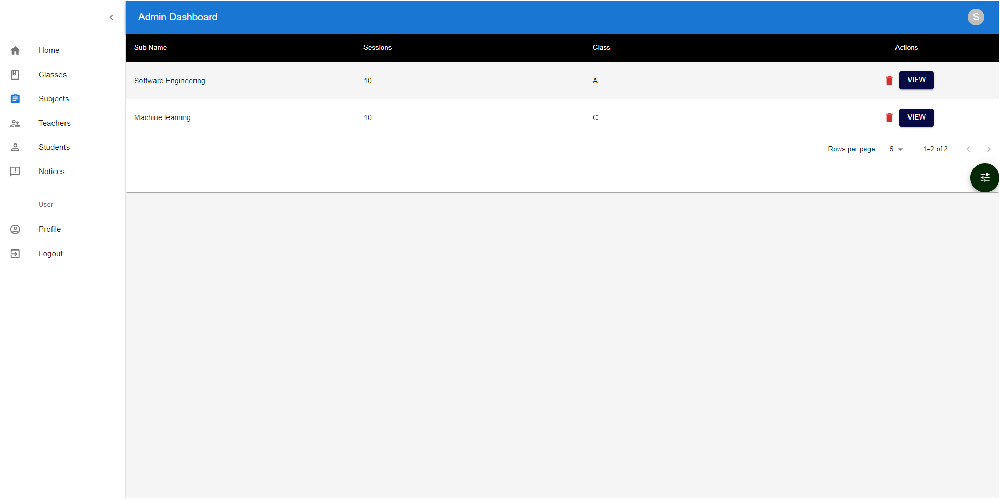 Admin Dashboard
S
Home
Classes
Subjects
Teachers
Students
Notices
User
Profile
Logout
Sub Name Sessions Class Actions
Software Engineering 10 A VIEW
Machine learning 10 C VIEW
Rows per page: 5 1–2 of 2